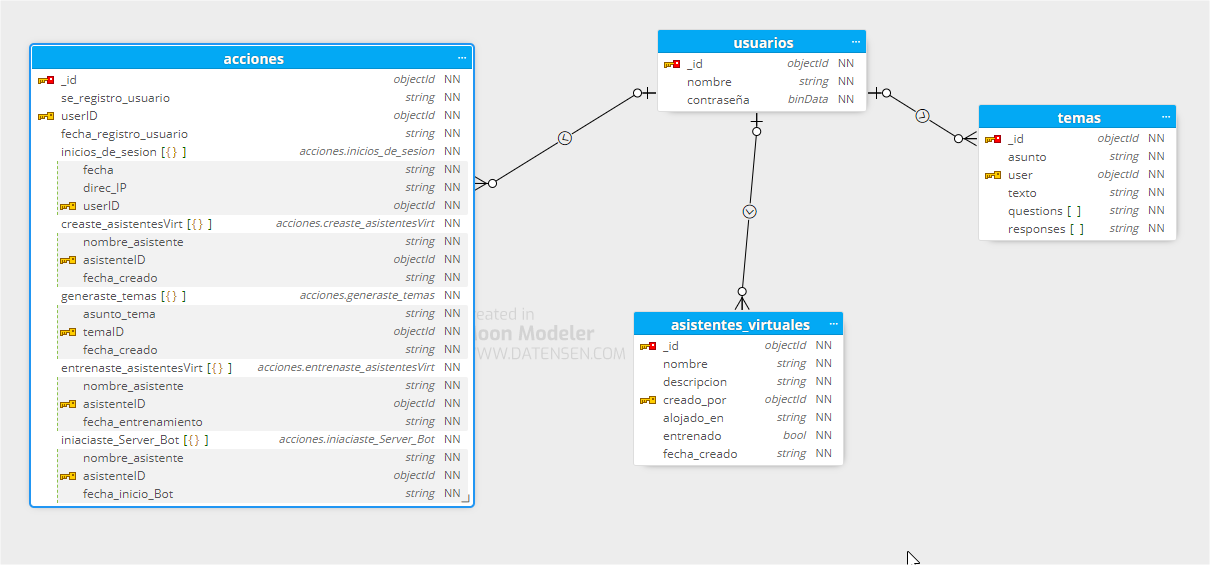 acciones ...
_id objectId NN
se_registro_usuario string NN
userID objectId NN
fecha_registro_usuario string NN
inicios_de_sesion [{} ] acciones.inicios_de_sesion NN
fecha string NN
direc_IP string NN
userID objectId NN
creaste_asistentesVirt [{} ] acciones.creaste_asistentesVirt NN
nombre_asistente string NN
asistenteID objectId NN
fecha_creado string NN
generaste_temas [{} ] acciones.generaste_temas NN
asunto_tema string NN
temaID objectId NN
fecha_creado string NN
entrenaste_asistentesVirt [{} ] acciones.entrenaste_asistentesVirt NN
nombre_asistente string NN
asistenteID objectId NN
fecha_entrenamiento string NN
iniaciaste_Server_Bot [{} ] acciones.iniaciaste_Server_Bot NN
nombre_asistente string NN
asistenteID objectId NN
fecha_inicio_Bot string NN
usuarios ...
_id objectId NN
nombre string NN
contraseña binData NN
temas ...
_id objectId NN
asunto string NN
user objectId NN
texto string NN
questions [ ] string NN
responses [ ] string NN
asistentes_virtuales ...
_id objectId NN
nombre string NN
descripcion string NN
creado_por objectId NN
alojado_en string NN
entrenado bool NN
fecha_creado string NN
eated in
oon Modeler
WWW.DATENSEN.COM